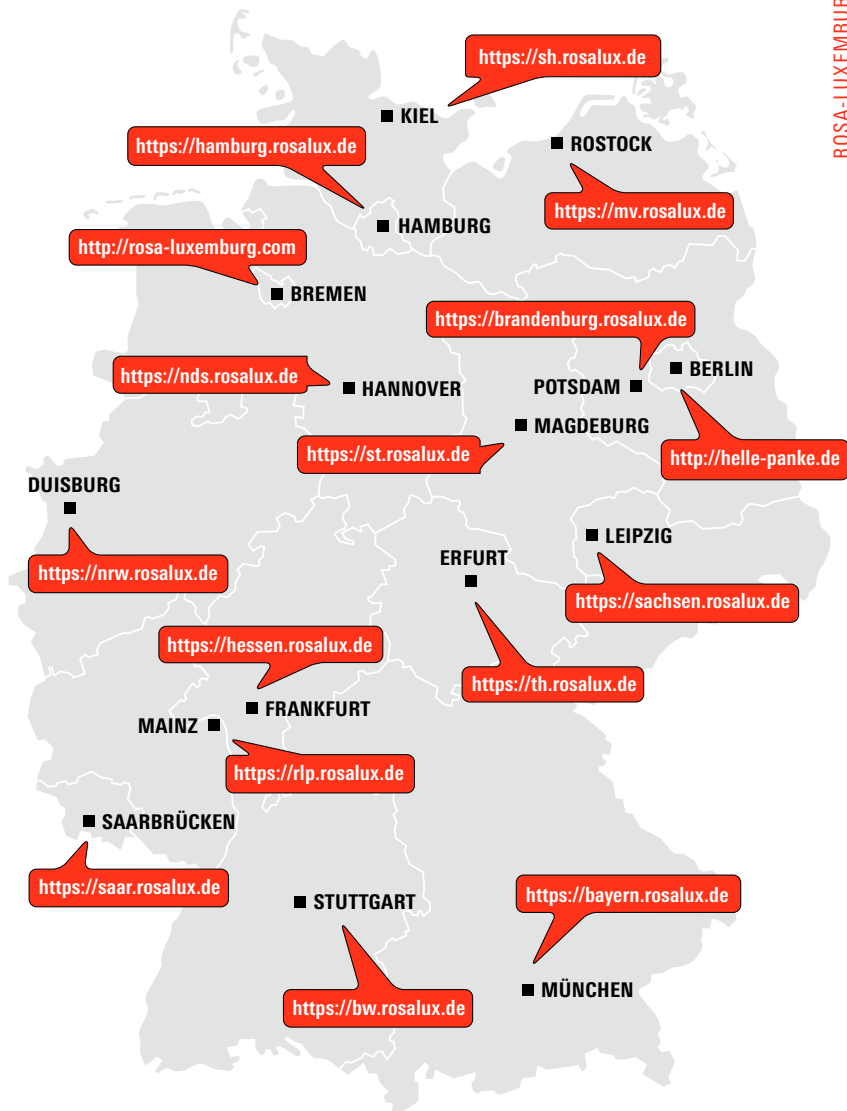 ROSA-LUXEMBUR
https://sh.rosalux.de
KIEL
https://hamburg.rosalux.de
ROSTOCK
https://mv.rosalux.de
HAMBURG
http://rosa-luxemburg.com
BREMEN
https://brandenburg.rosalux.de
BERLIN
https://nds.rosalux.de
HANNOVER
POTSDAM
MAGDEBURG
https://st.rosalux.de
http://helle-panke.de
DUISBURG
LEIPZIG
ERFURT
https://nrw.rosalux.de
https://sachsen.rosalux.de
https://hessen.rosalux.de
https://th.rosalux.de
FRANKFURT
MAINZ
https://rlp.rosalux.de
SAARBRÜCKEN
https://saar.rosalux.de
https://bayern.rosalux.de
STUTTGART
MÜNCHEN
https://bw.rosalux.de